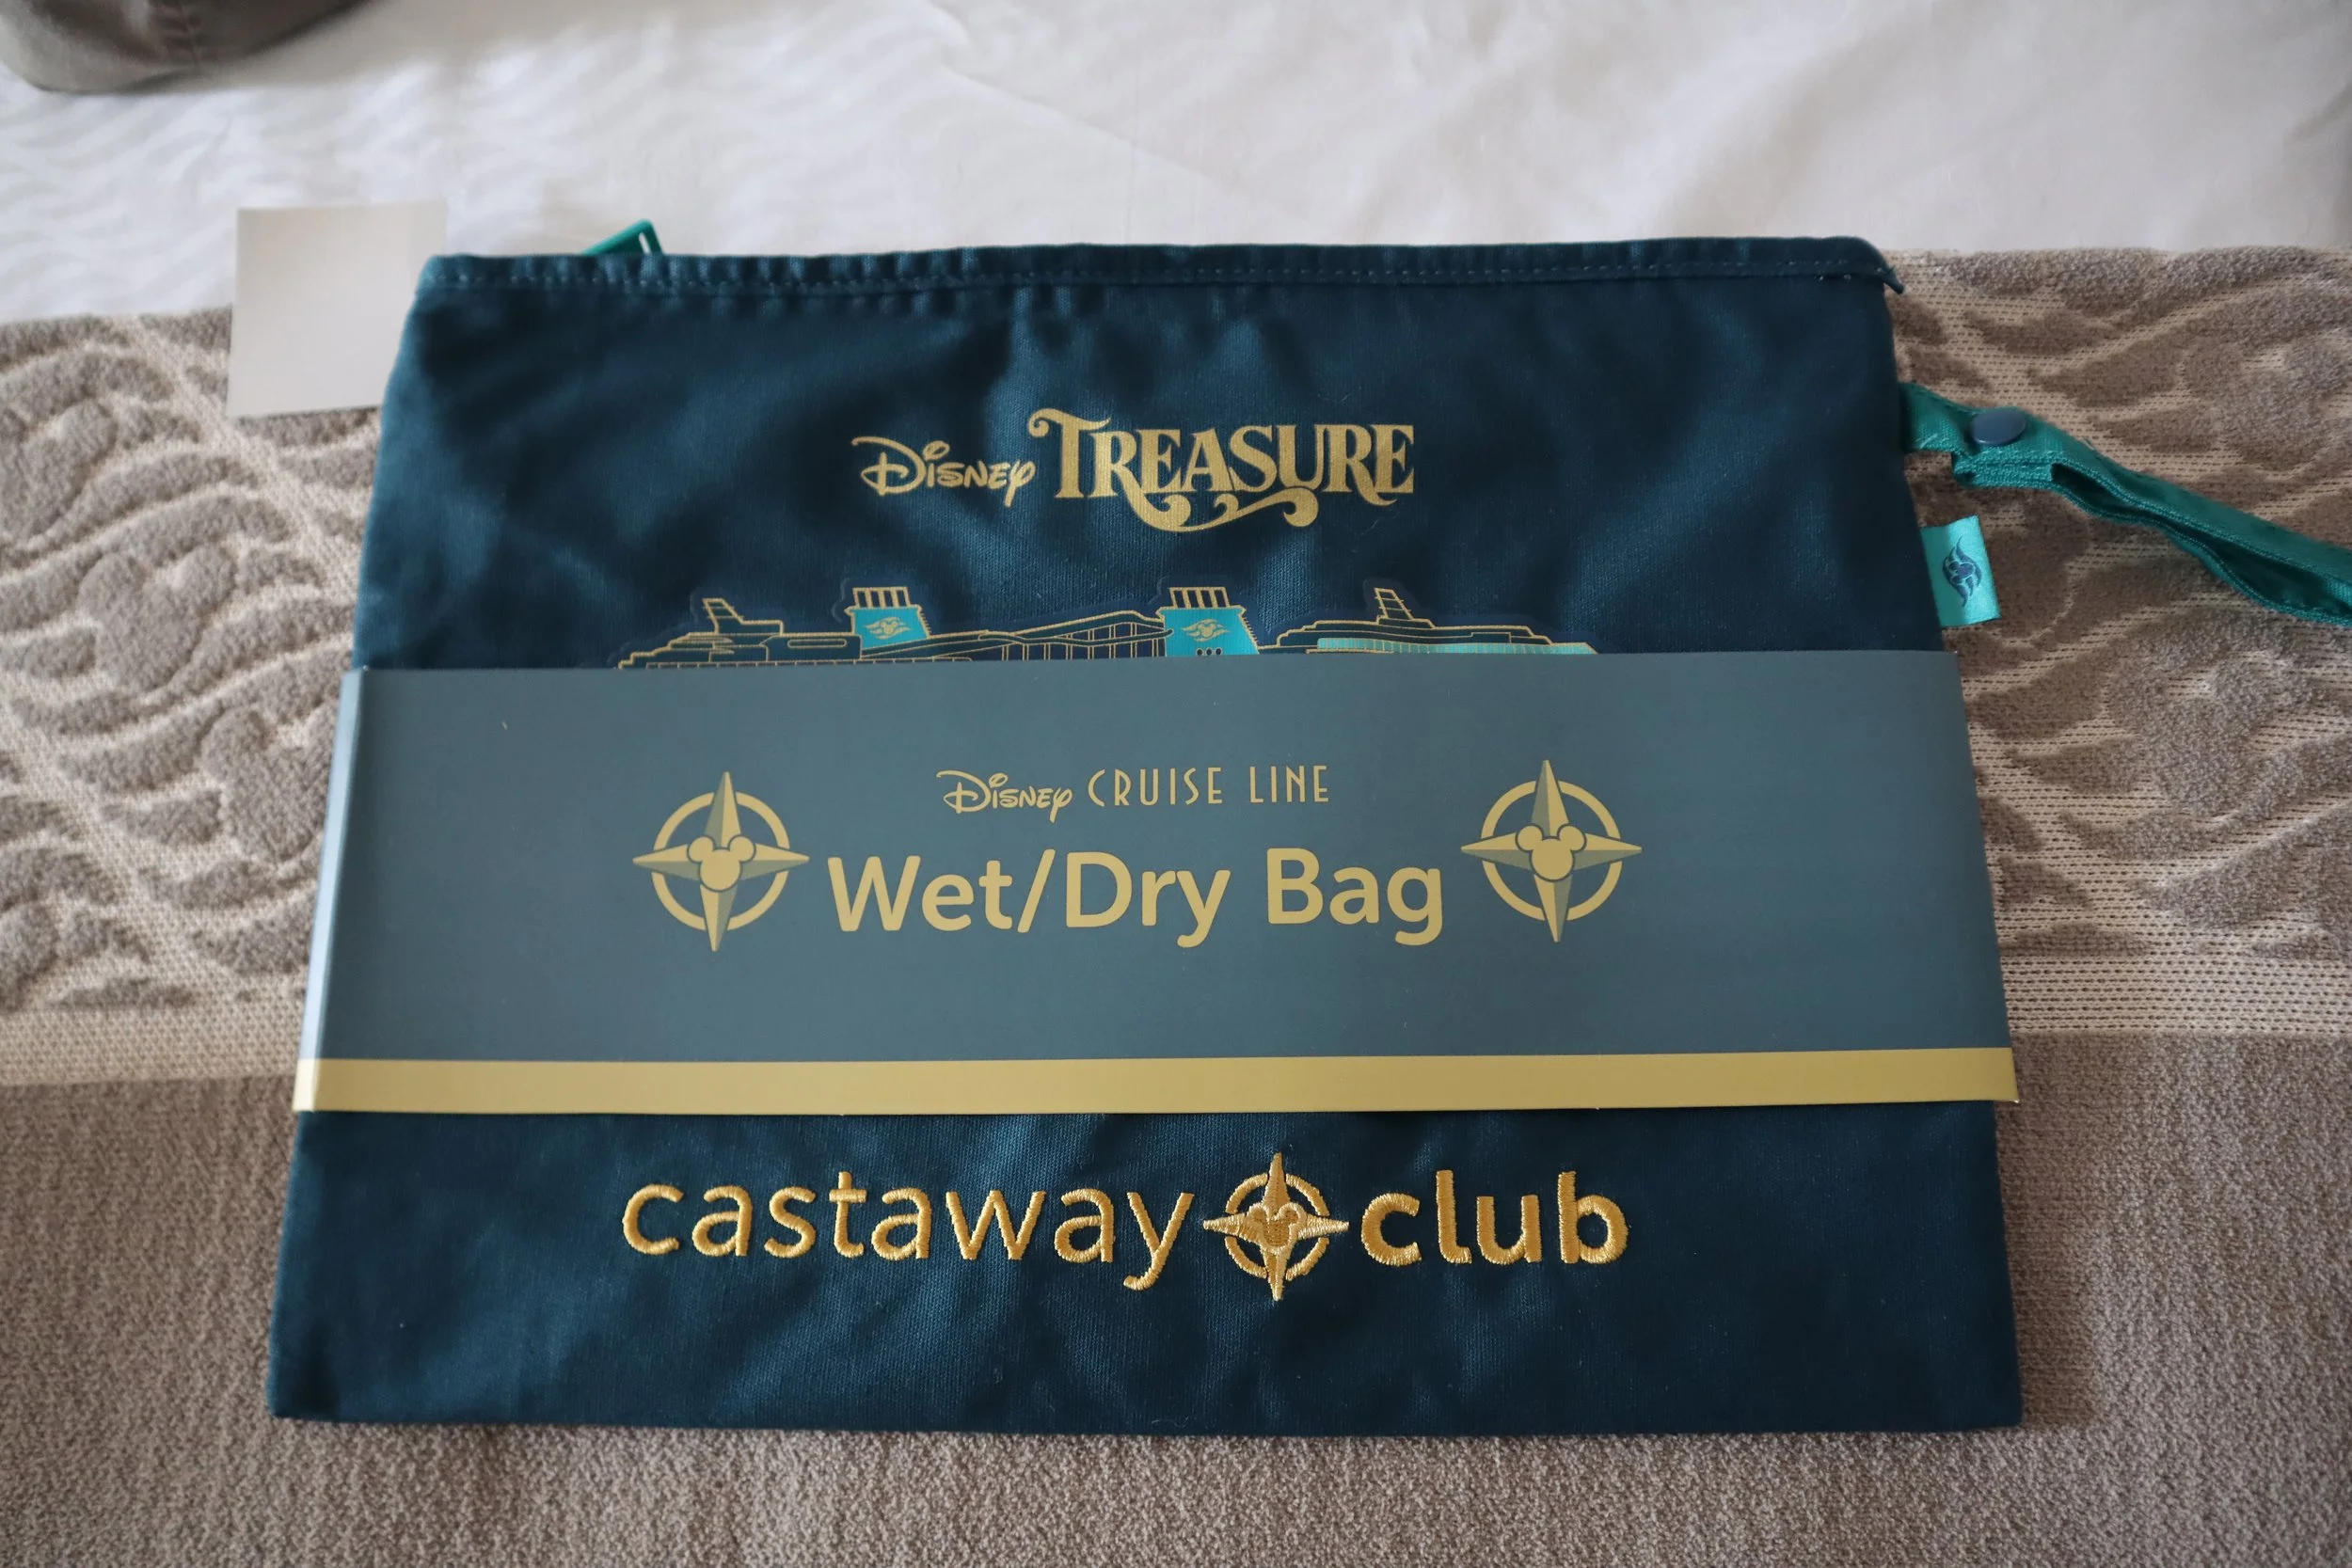 Disney TREASURE
Disney CRUISE LINE
Wet/Dry Bag
castaway club